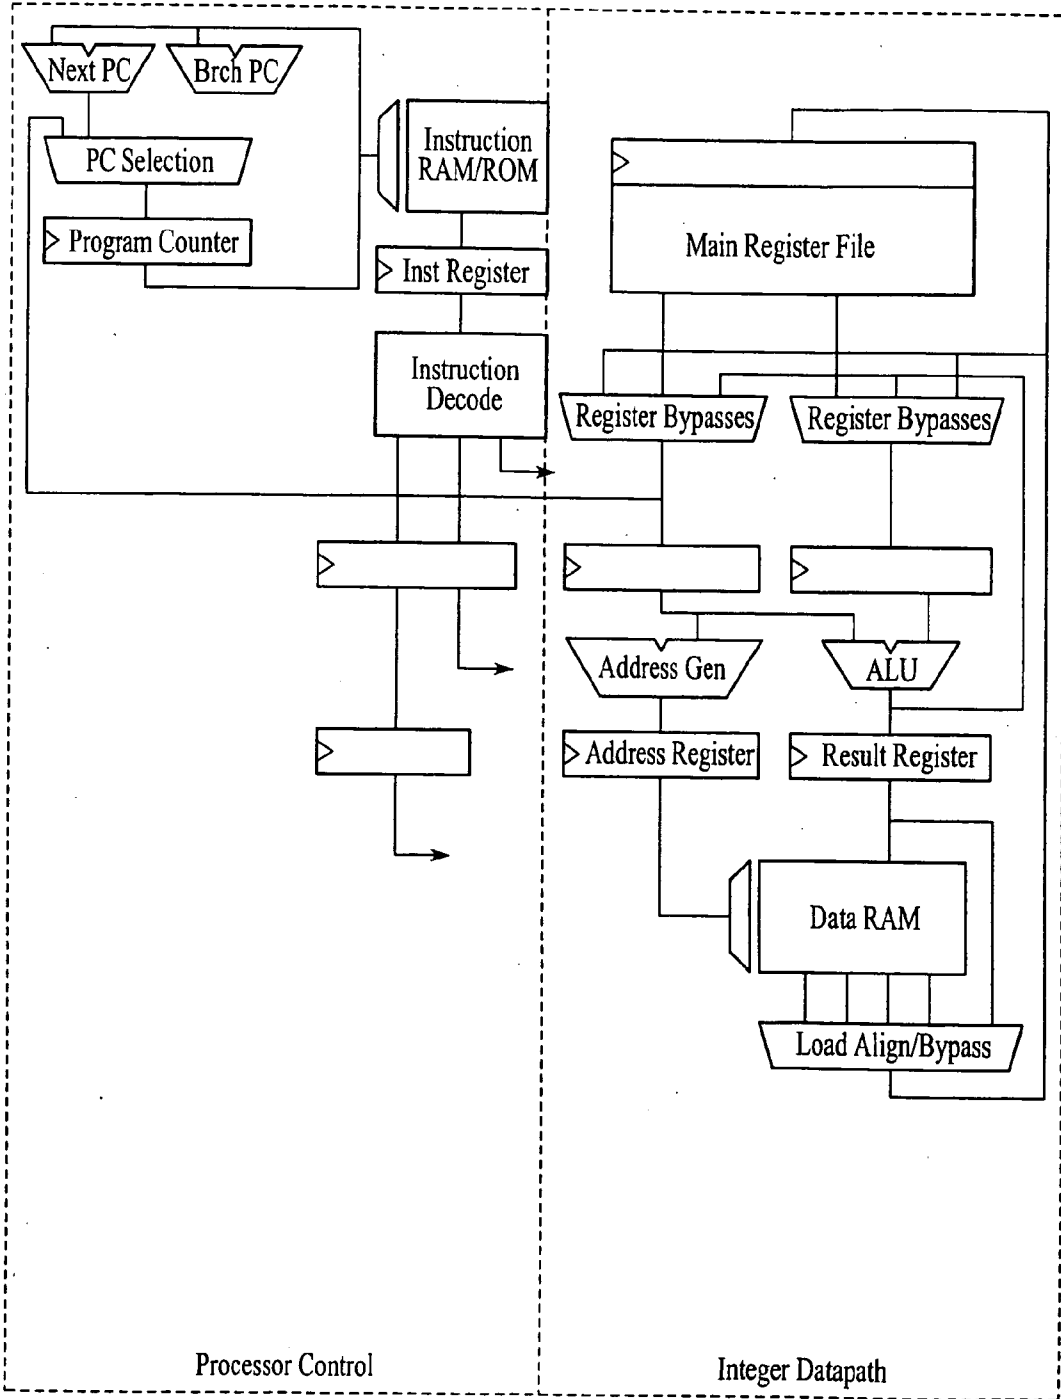 Next PC
Brch PC
PC Selection
Program Counter
Instruction
RAM/ROM
Inst Register
Instruction
Decode
Main Register File
Register Bypasses
Register Bypasses
Address Gen
ALU
Address Register
Result Register
Data RAM
Load Align/Bypass
Processor Control
Integer Datapath